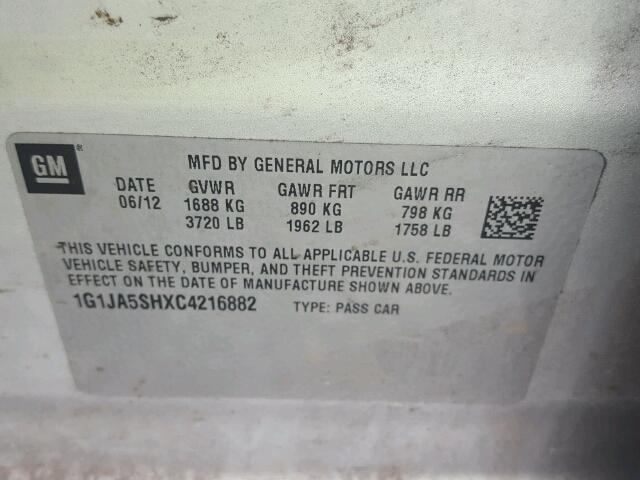 GM ®
MFD BY GENERAL MOTORS LLC
DATE GVWR GAWR FRT GAWR RR
06/12 1688 KG 890 KG 798 KG
3720 LB 1962 LB 1758 LB
THIS VEHICLE CONFORMS TO ALL APPLICABLE U.S. FEDERAL MOTOR
VEHICLE SAFETY, BUMPER, AND THEFT PREVENTION STANDARDS IN
EFFECT ON THE DATE OF MANUFACTURE SHOWN ABOVE.
1G1JA5SHXC4216882 TYPE: PASS CAR